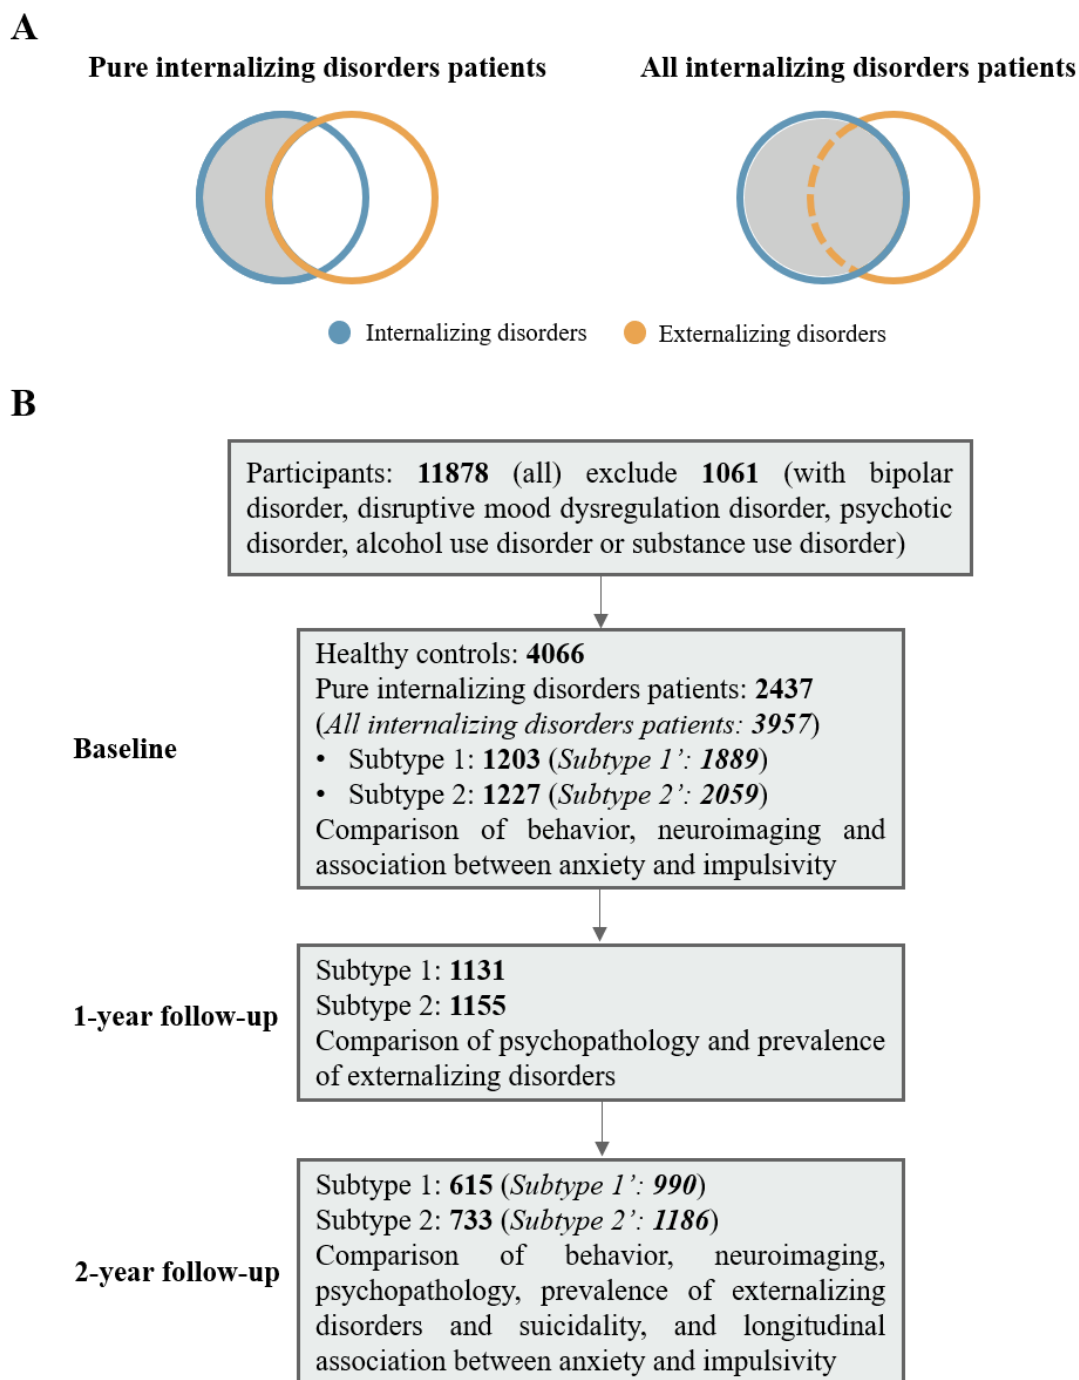 A
Pure internalizing disorders patients
All internalizing disorders patients
Internalizing disorders
Externalizing disorders
B
Participants: 11878 (all) exclude 1061 (with bipolar
disorder, disruptive mood dysregulation disorder, psychotic
disorder, alcohol use disorder or substance use disorder)
Baseline
Healthy controls: 4066
Pure internalizing disorders patients: 2437
(All internalizing disorders patients: 3957)
• Subtype 1: 1203 (Subtype 1’: 1889)
• Subtype 2: 1227 (Subtype 2’: 2059)
Comparison of behavior, neuroimaging and
association between anxiety and impulsivity
1-year follow-up
Subtype 1: 1131
Subtype 2: 1155
Comparison of psychopathology and prevalence
of externalizing disorders
2-year follow-up
Subtype 1: 615 (Subtype 1’: 990)
Subtype 2: 733 (Subtype 2’: 1186)
Comparison of behavior, neuroimaging,
psychopathology, prevalence of externalizing
disorders and suicidality, and longitudinal
association between anxiety and impulsivity